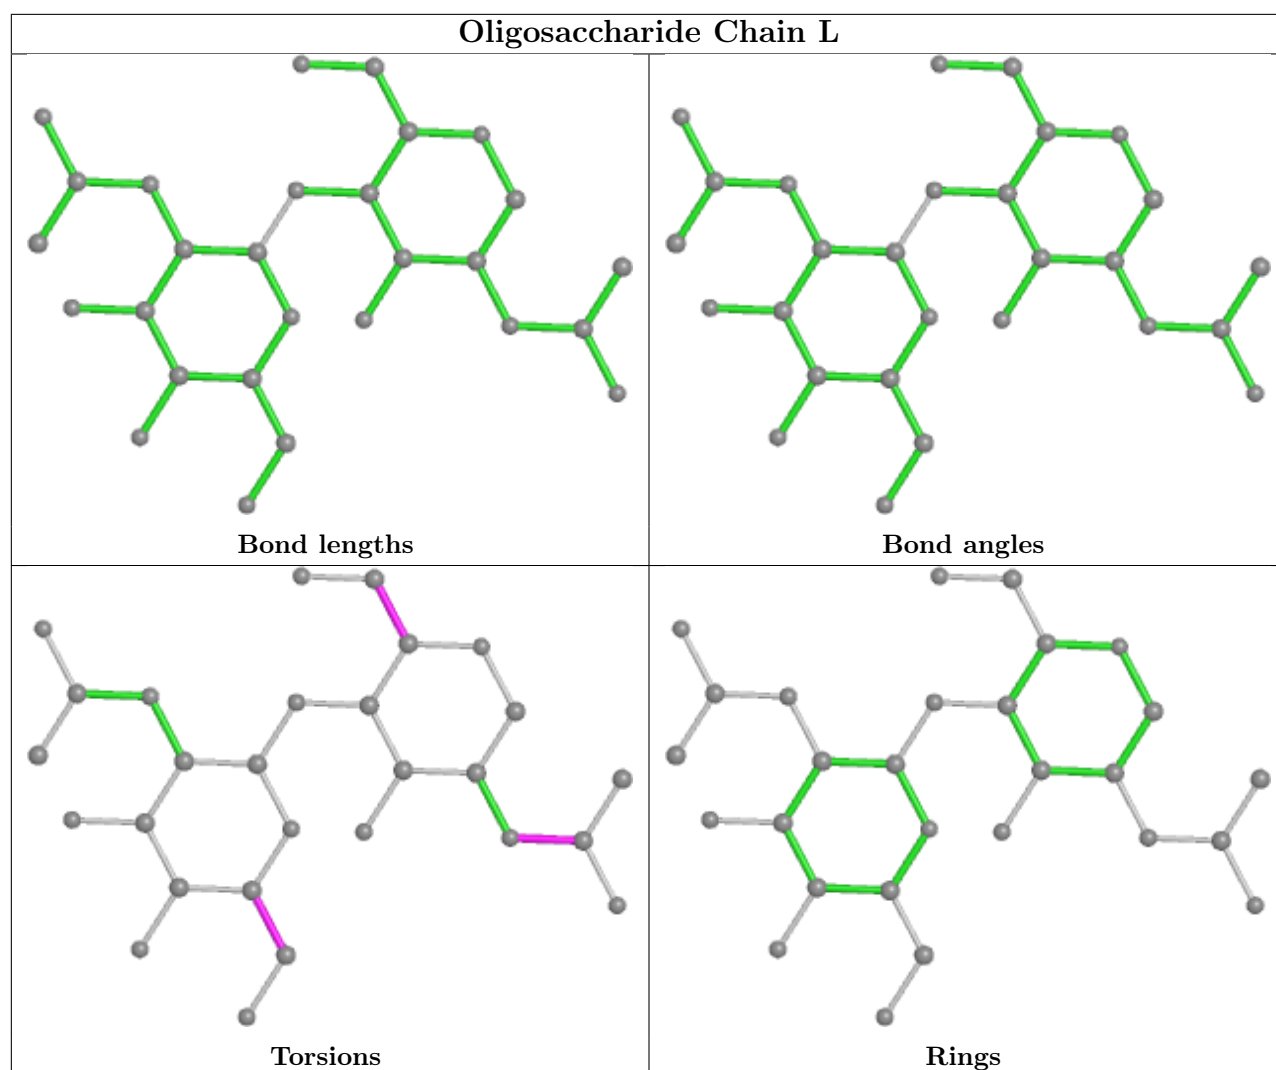 Oligosaccharide Chain L
Bond lengths
Bond angles
Torsions
Rings